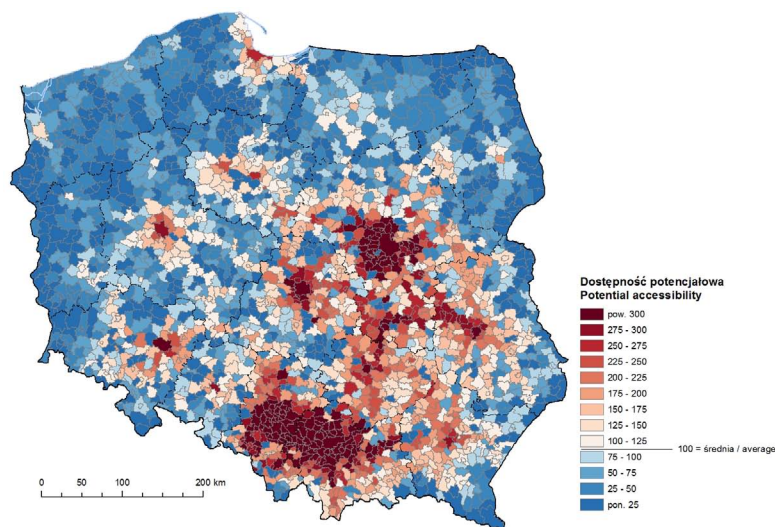 Dostępność potencjałowa
Potential accessibility
pow. 300
275 - 300
250 - 275
225 - 250
200 - 225
175 - 200
150 - 175
125 - 150
100 - 125
100 = średnia / average
75 - 100
50 - 75
25 - 50
pon. 25
0 50 100 200 km